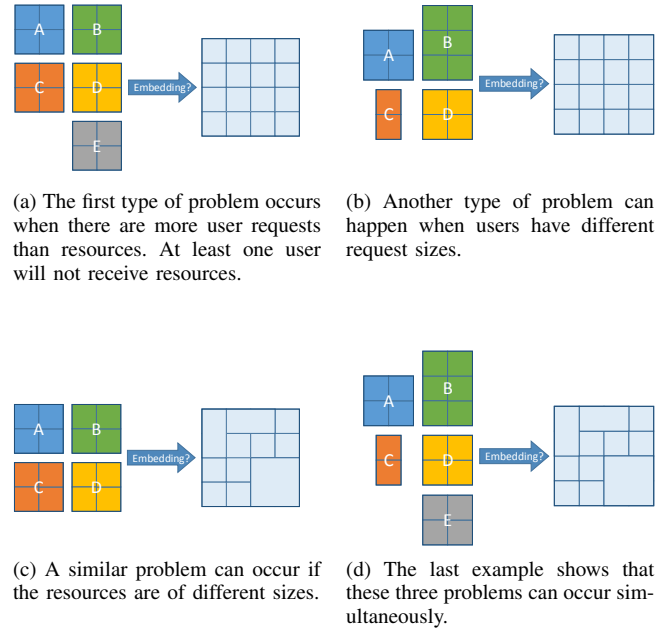 A B
C D Embedding?
E
A B
C D Embedding?
(a) The first type of problem occurs
when there are more user requests
than resources. At least one user
will not receive resources.
(b) Another type of problem can
happen when users have different
request sizes.
A B
C D Embedding?
A B
C D Embedding?
E
(c) A similar problem can occur if
the resources are of different sizes.
(d) The last example shows that
these three problems can occur sim-
ultaneously.